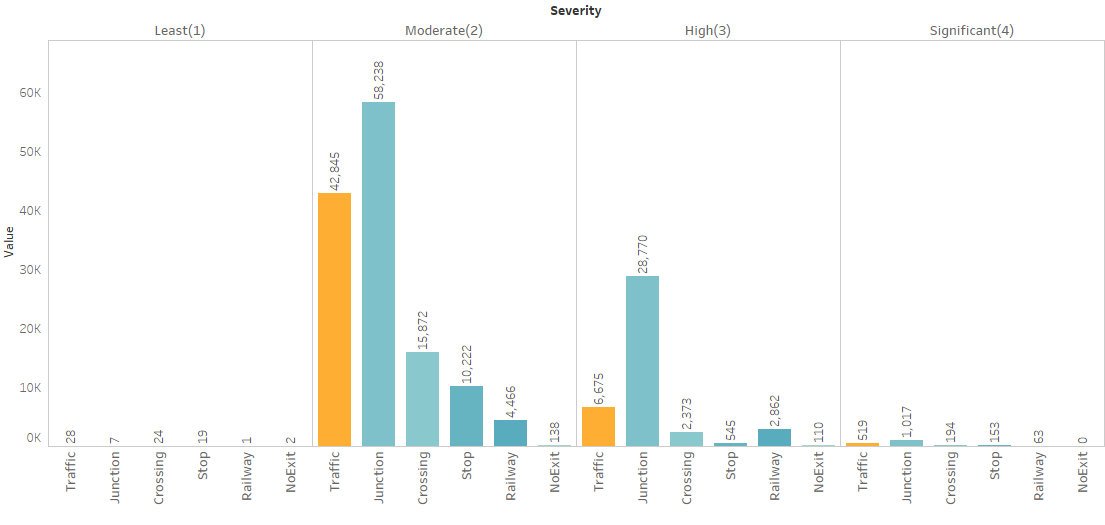 Severity
Least(1) Moderate(2) High(3) Significant(4)
Value
60K
50K
40K
30K
20K
10K
0K
28 7 24 19 1 2
42,845 58,238 15,872 10,222 4,466 138
6,675 28,770 2,373 545 2,862 110
519 1,017 194 153 63 0
Traffic Junction Crossing Stop Railway NoExit Traffic Junction Crossing Stop Railway NoExit Traffic Junction Crossing Stop Railway NoExit Traffic Junction Crossing Stop Railway NoExit